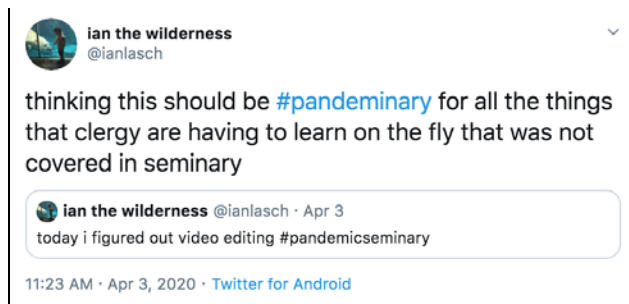 ian the wilderness
@ianlasch
thinking this should be #pandeminary for all the things
that clergy are having to learn on the fly that was not
covered in seminary
ian the wilderness @ianlasch · Apr 3
today i figured out video editing #pandemicseminary
11:23 AM · Apr 3, 2020 · Twitter for Android